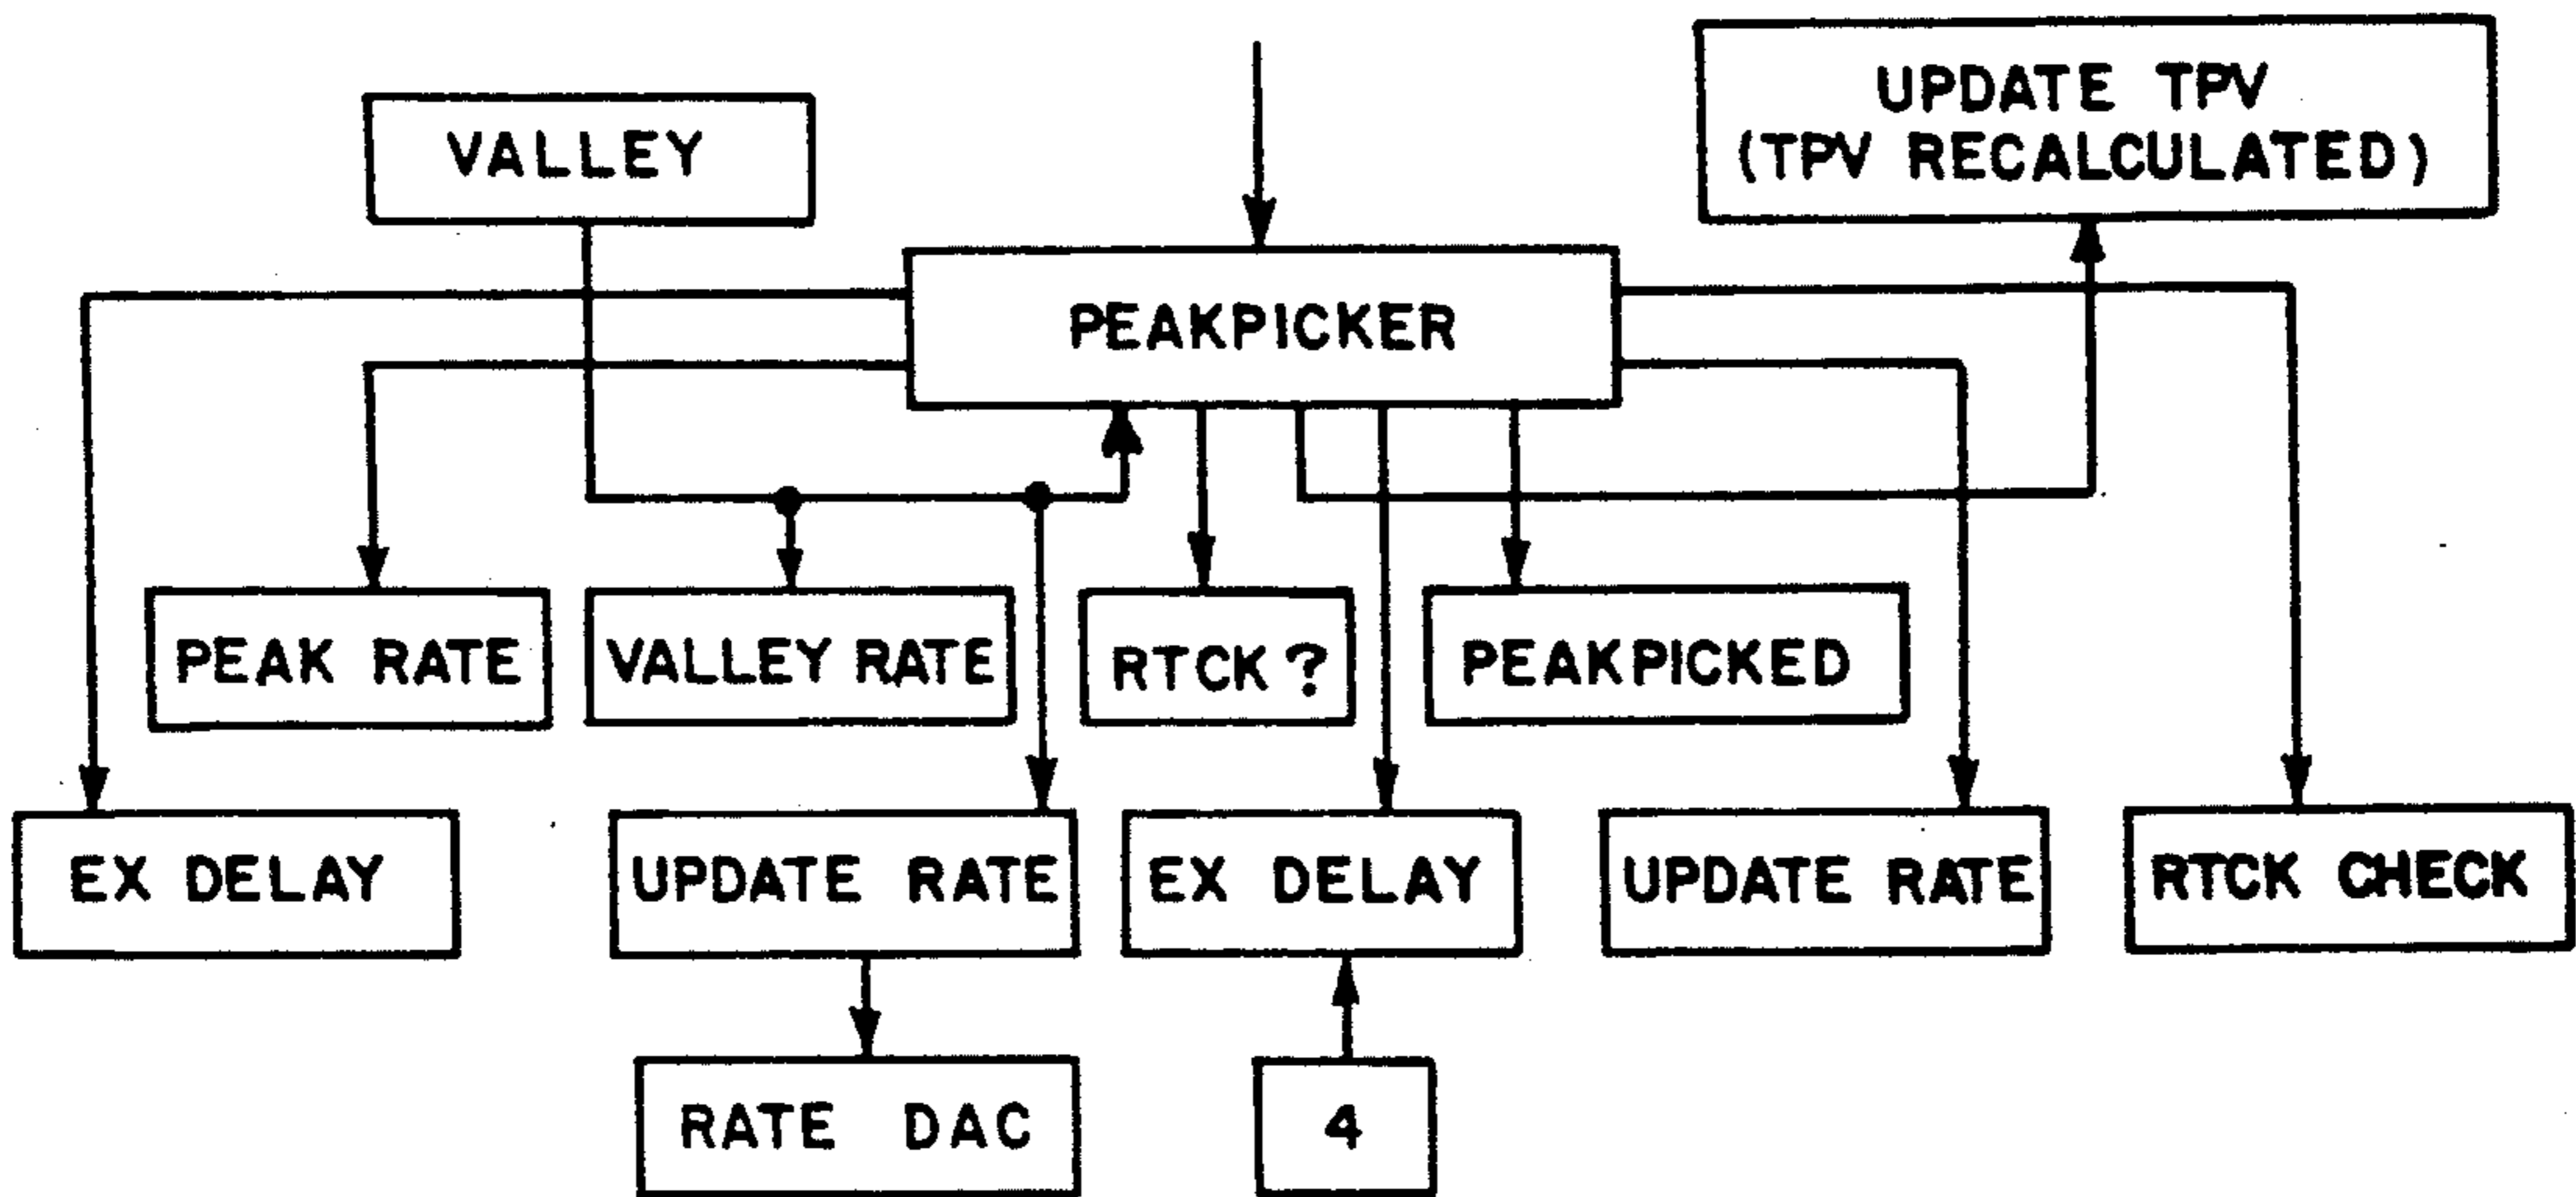 UPDATE TPV
(TPV RECALCULATED)
VALLEY
PEAKPICKER
PEAK RATE
VALLEY RATE
RTCK ?
PEAKPICKED
EX DELAY
UPDATE RATE
EX DELAY
UPDATE RATE
RTCK CHECK
RATE DAC
4